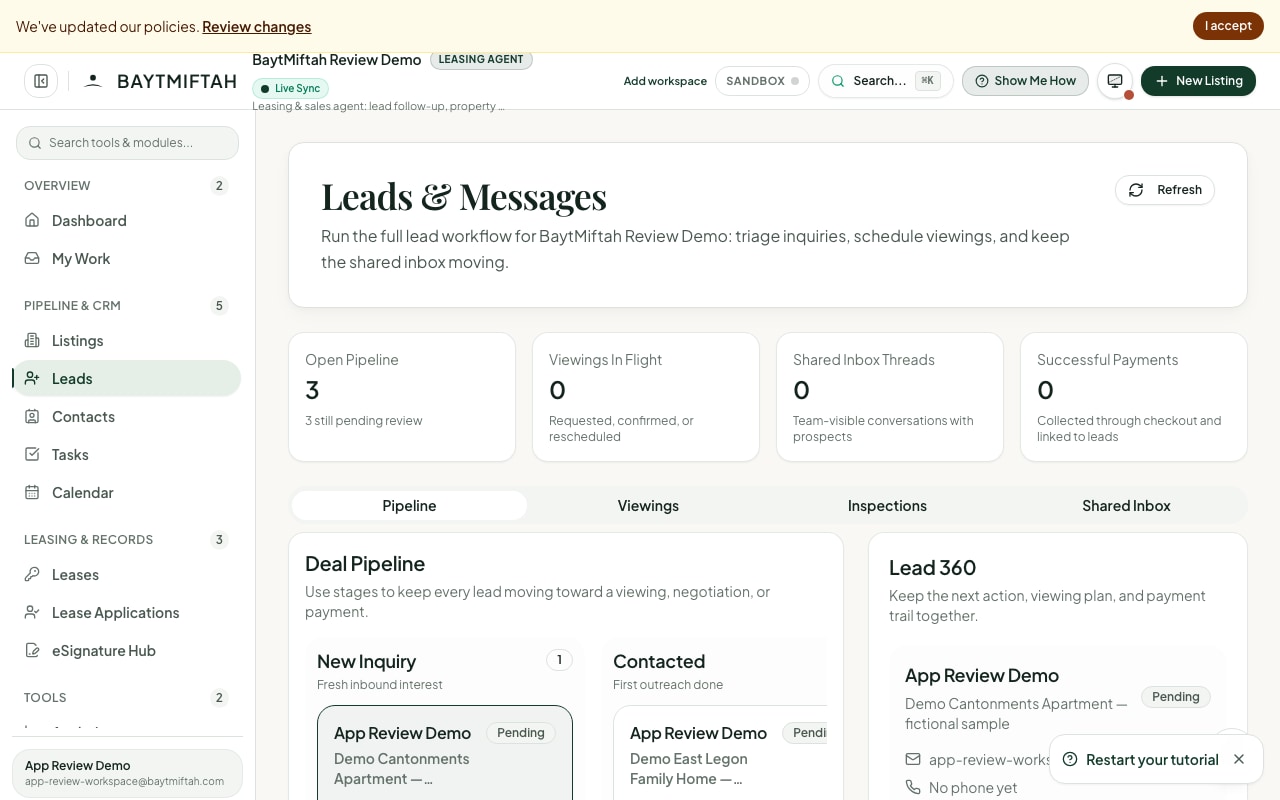 We've updated our policies. Review changes
I accept
BAYTMIFTAH
BaytMiftah Review Demo
LEASING AGENT
Live Sync
Leasing & sales agent: lead follow-up, property ...
Add workspace
SANDBOX
Search...
⌘K
Show Me How
New Listing
Search tools & modules...
OVERVIEW
2
Dashboard
My Work
PIPELINE & CRM
5
Listings
Leads
Contacts
Tasks
Calendar
LEASING & RECORDS
3
Leases
Lease Applications
eSignature Hub
TOOLS
2
App Review Demo
app-review-workspace@baytmiftah.com
Leads & Messages
Run the full lead workflow for BaytMiftah Review Demo: triage inquiries, schedule viewings, and keep
the shared inbox moving.
Refresh
Open Pipeline
3
3 still pending review
Viewings In Flight
0
Requested, confirmed, or
rescheduled
Shared Inbox Threads
0
Team-visible conversations with
prospects
Successful Payments
0
Collected through checkout and
linked to leads
Pipeline
Viewings
Inspections
Shared Inbox
Deal Pipeline
Use stages to keep every lead moving toward a viewing, negotiation, or
payment.
New Inquiry
1
Fresh inbound interest
App Review Demo
Pending
Demo Cantonments
Apartment —...
Contacted
First outreach done
App Review Demo
Pendi
Demo East Legon
Family Home —...
Lead 360
Keep the next action, viewing plan, and payment
trail together.
App Review Demo
Demo Cantonments Apartment —
fictional sample
Pending
app-review-works
No phone yet
Restart your tutorial